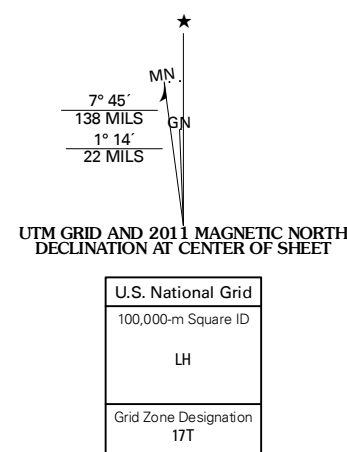 ★
MN
7° 45´
138 MILS
GN
1° 14´
22 MILS
UTM GRID AND 2011 MAGNETIC NORTH
DECLINATION AT CENTER OF SHEET
U.S. National Grid
100,000-m Square ID
LH
Grid Zone Designation
17T